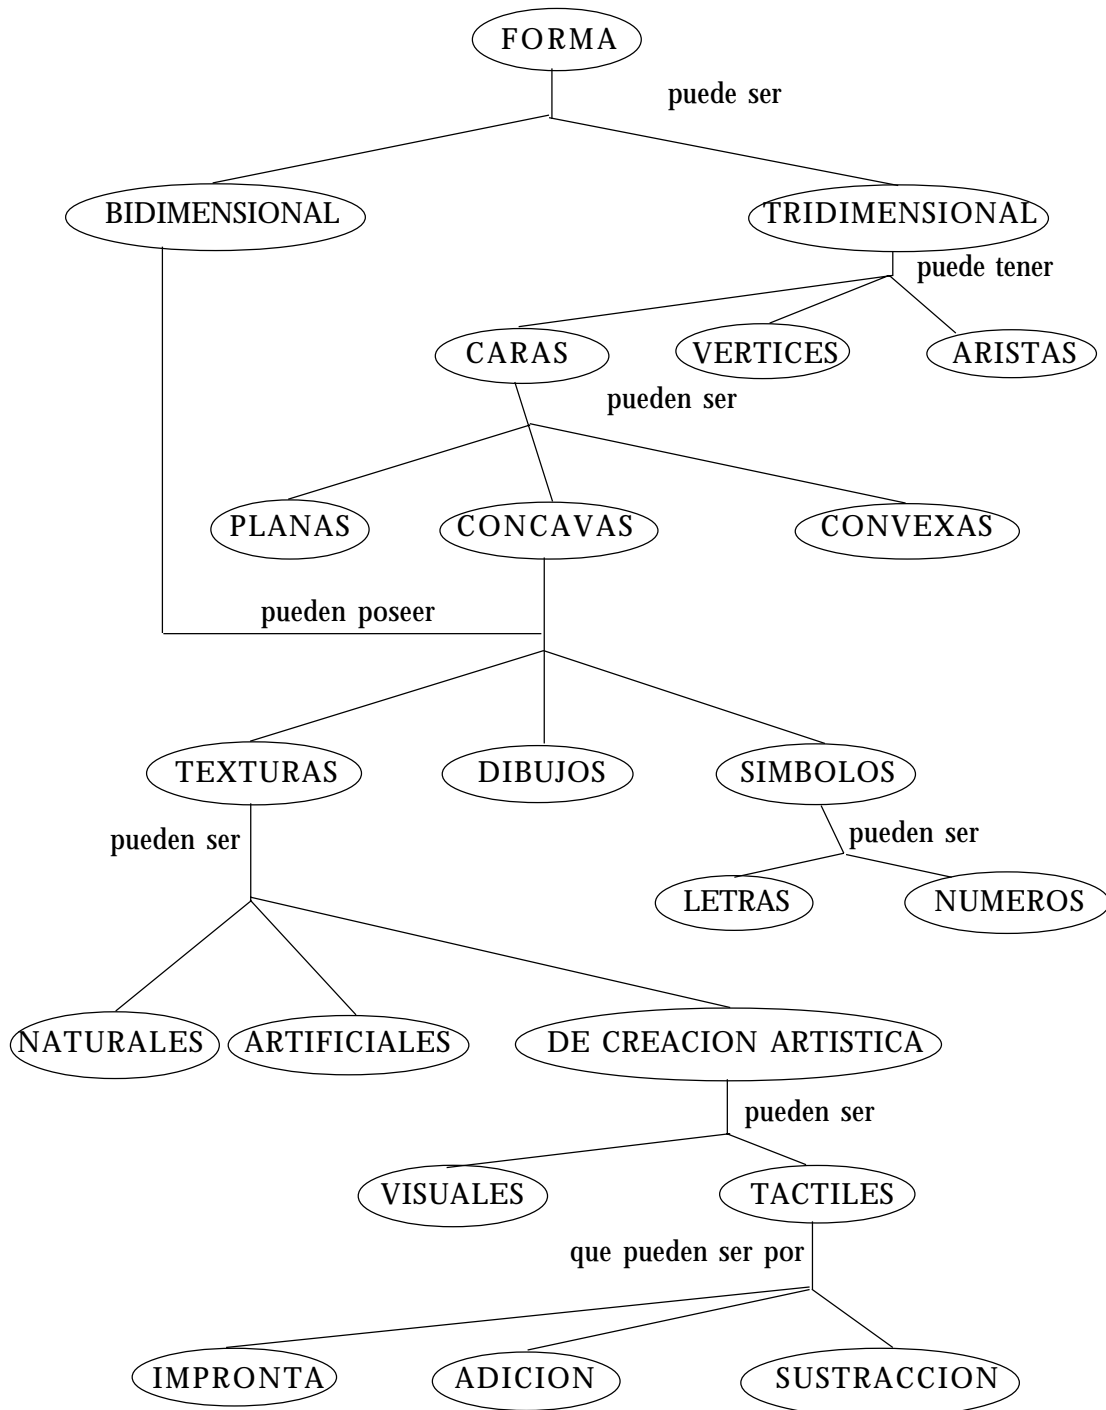 FORMA
puede ser
BIDIMENSIONAL
TRIDIMENSIONAL
puede tener
CARAS
VERTICES
ARISTAS
pueden ser
PLANAS
CONCAVAS
CONVEXAS
pueden poseer
TEXTURAS
DIBUJOS
SIMBOLOS
pueden ser
pueden ser
LETRAS
NUMEROS
NATURALES
ARTIFICIALES
DE CREACION ARTISTICA
pueden ser
VISUALES
TACTILES
que pueden ser por
IMPRONTA
ADICION
SUSTRACCION